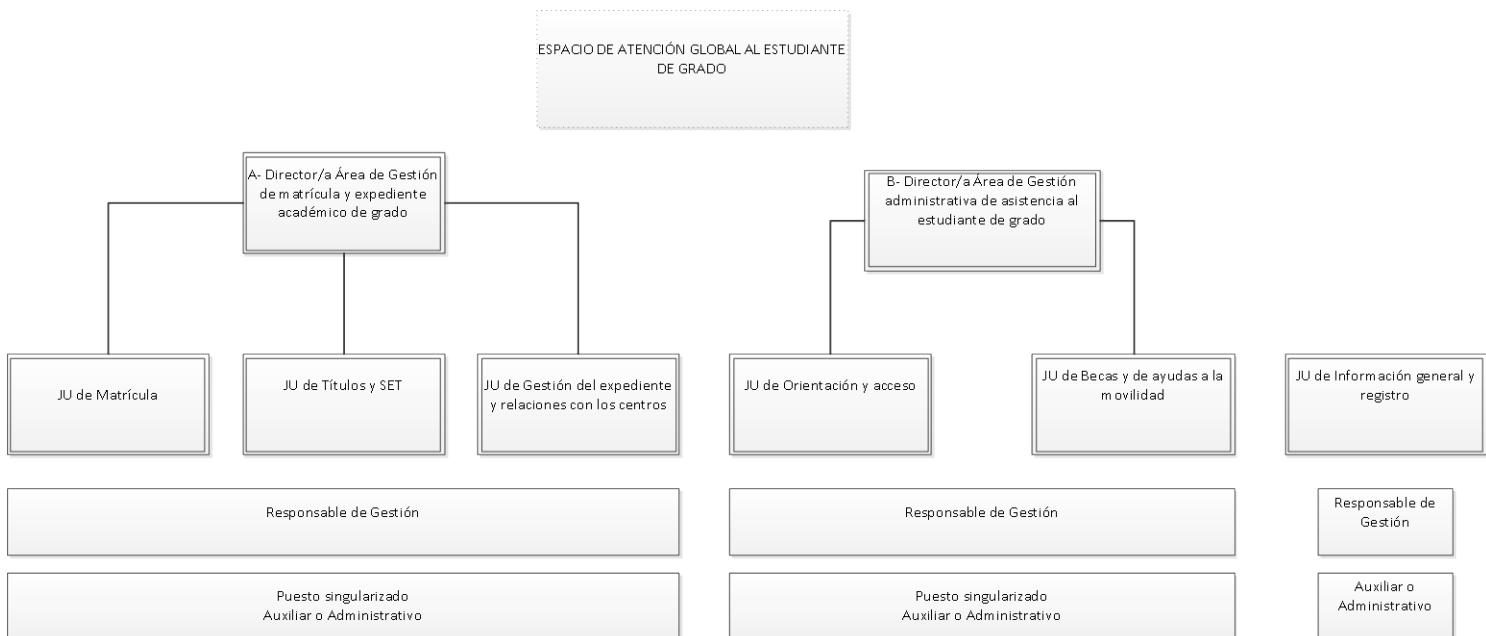 ESPACIO DE ATENCIÓN GLOBAL AL ESTUDIANTE
DE GRADO
A- Director/a Área de Gestión
de matrícula y expediente
académico de grado
B- Director/a Área de Gestión
administrativa de asistencia al
estudiante de grado
JU de Matrícula
JU de Títulos y SET
JU de Gestión del expediente
y relaciones con los centros
JU de Orientación y acceso
JU de Becas y de ayudas a la
movilidad
JU de Información general y
registro
Responsable de Gestión
Responsable de Gestión
Responsable de
Gestión
Puesto singularizado
Auxiliar o Administrativo
Puesto singularizado
Auxiliar o Administrativo
Auxiliar o
Administrativo